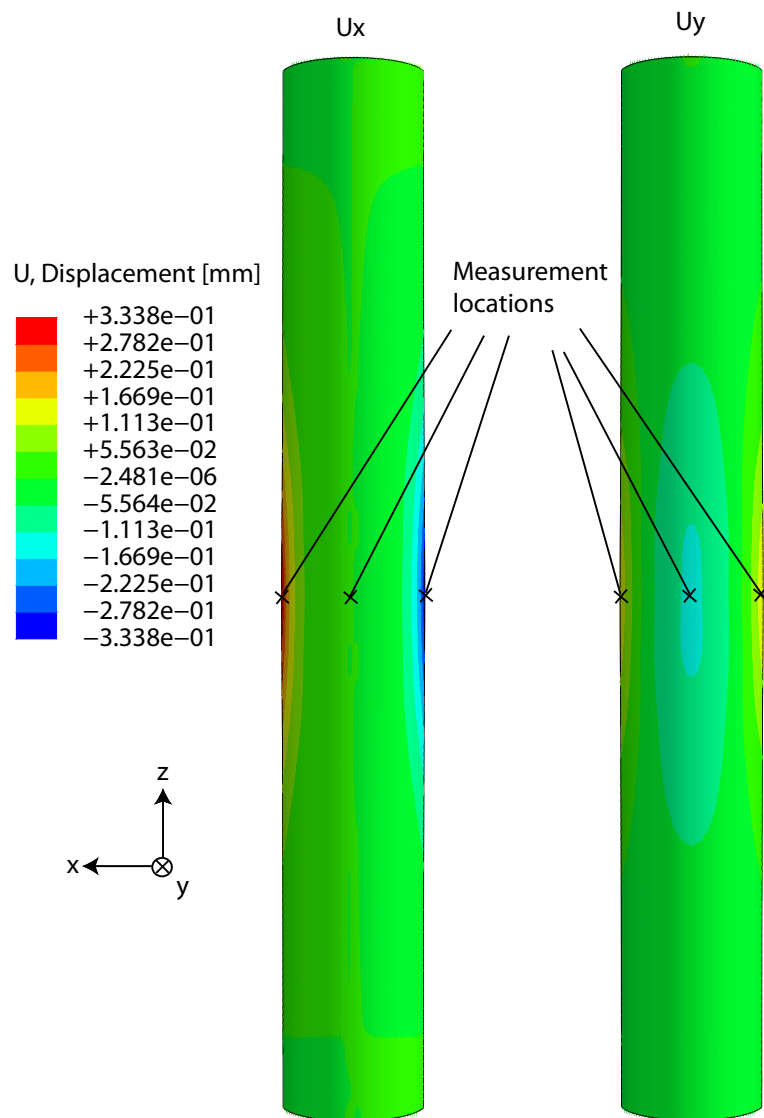 Ux
Uy
U, Displacement [mm]
+3.338e−01
+2.782e−01
+2.225e−01
+1.669e−01
+1.113e−01
+5.563e−02
−2.481e−06
−5.564e−02
−1.113e−01
−1.669e−01
−2.225e−01
−2.782e−01
−3.338e−01
Measurement
locations
z
x
y